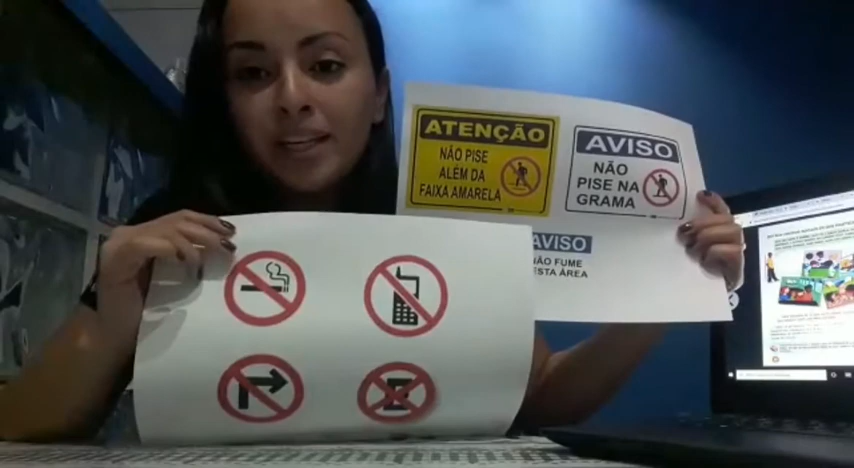 ATENÇÃO
NÃO PISE
ALÉM DA
FAIXA AMARELA
AVISO
NÃO
PISE NA
GRAMA
AVISO
NÃO FUME
ESTA ÁREA